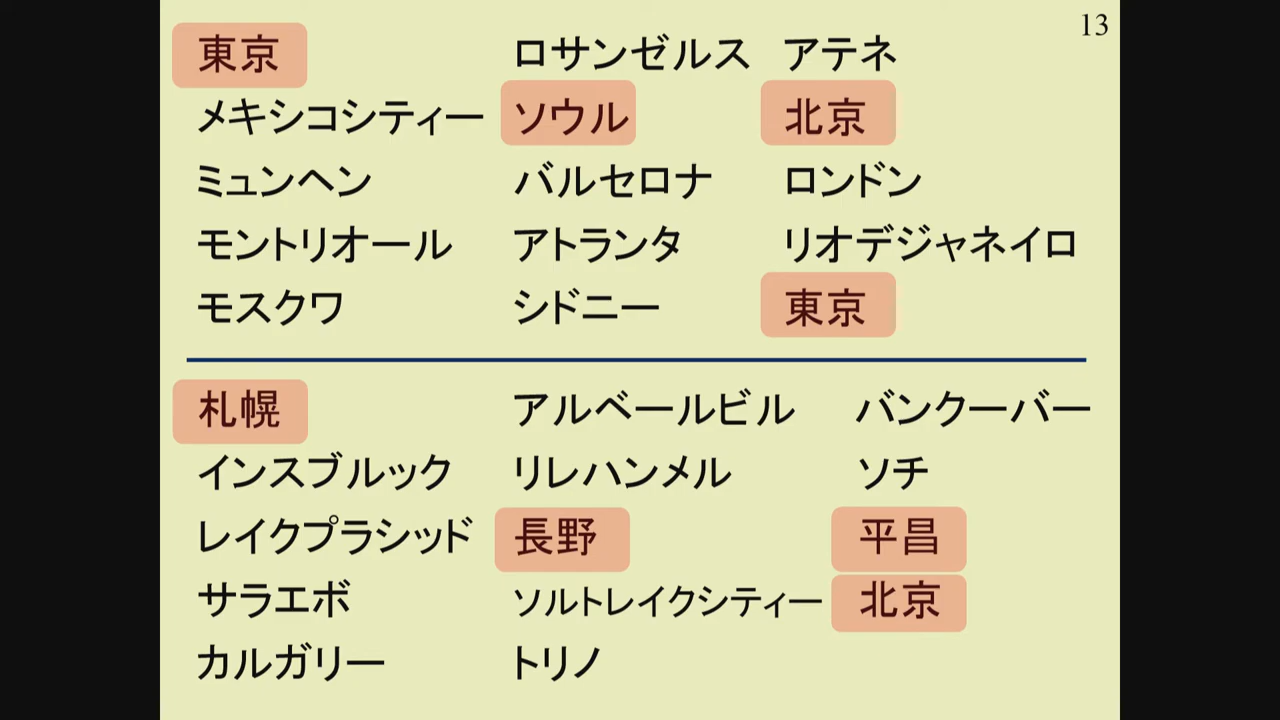 13
東京
メキシコシティー
ミュンヘン
モントリオール
モスクワ
ロサンゼルス
ソウル
バルセロナ
アトランタ
シドニー
アテネ
北京
ロンドン
リオデジャネイロ
東京
札幌
インスブルック
レイクプラシッド
サラエボ
カルガリー
アルベールビル
リレハンメル
長野
ソルトレイクシティー
トリノ
バンクーバー
ソチ
平昌
北京